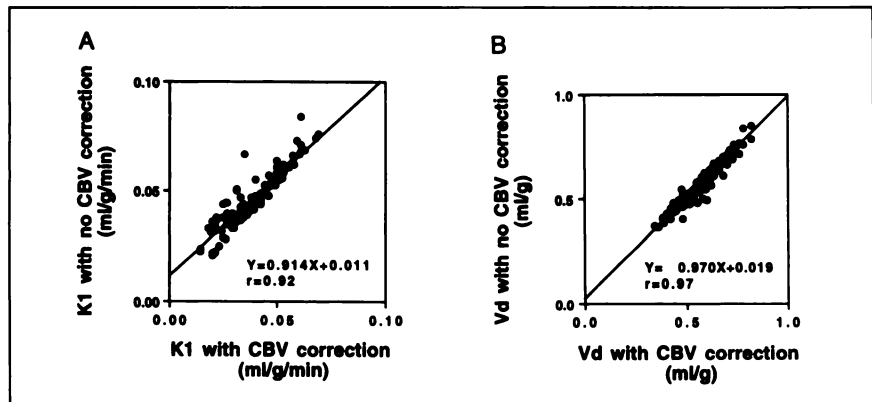 A
K1 with no CBV correction
(ml/g/min)
0.10
0.05
0.00
Y=0.914X+0.011
r=0.92
0.00 0.05 0.10
K1 with CBV correction
(ml/g/min)
B
Vd with no CBV correction
(ml/g)
1.0
0.5
0.0
Y= 0.970X+0.019
r=0.97
0.0 0.5 1.0
Vd with CBV correction
(ml/g)